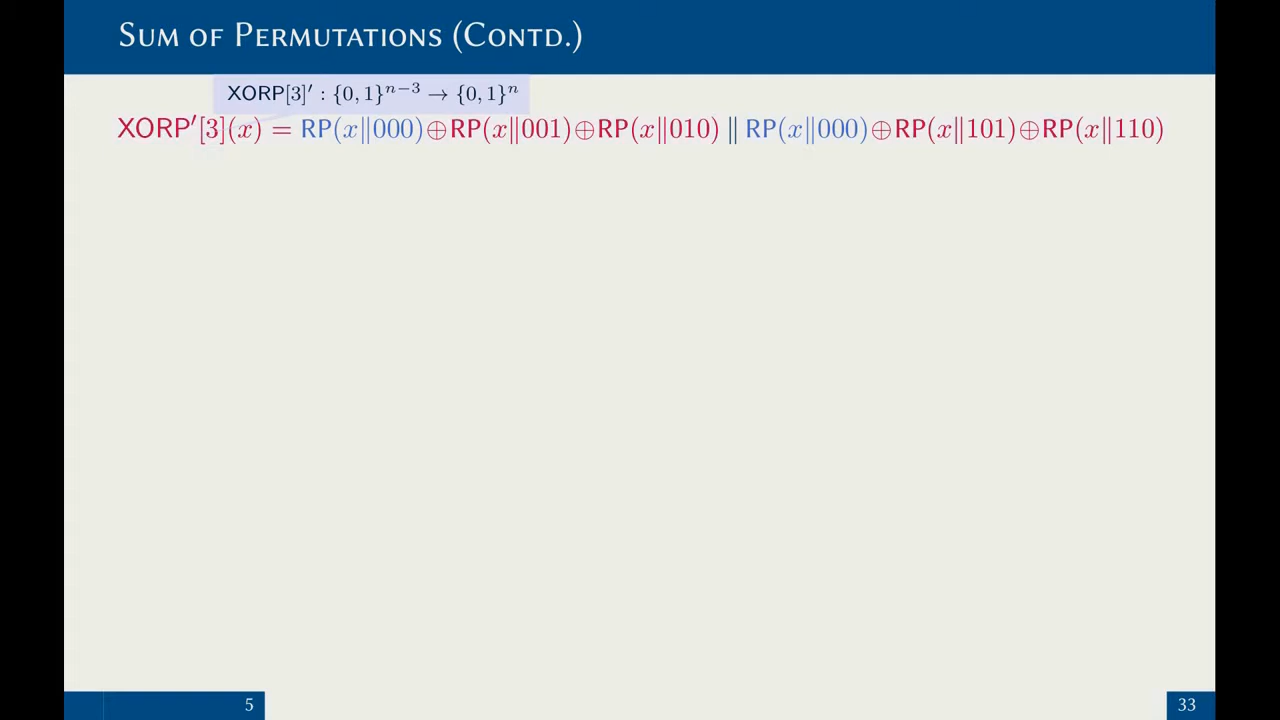 Sum of Permutations (Contd.)
XORP[3]′ : {0, 1}ⁿ⁻³ → {0, 1}ⁿ
XORP′[3](x) = RP(x∥000)⊕RP(x∥001)⊕RP(x∥010) ∥ RP(x∥000)⊕RP(x∥101)⊕RP(x∥110)
5
33